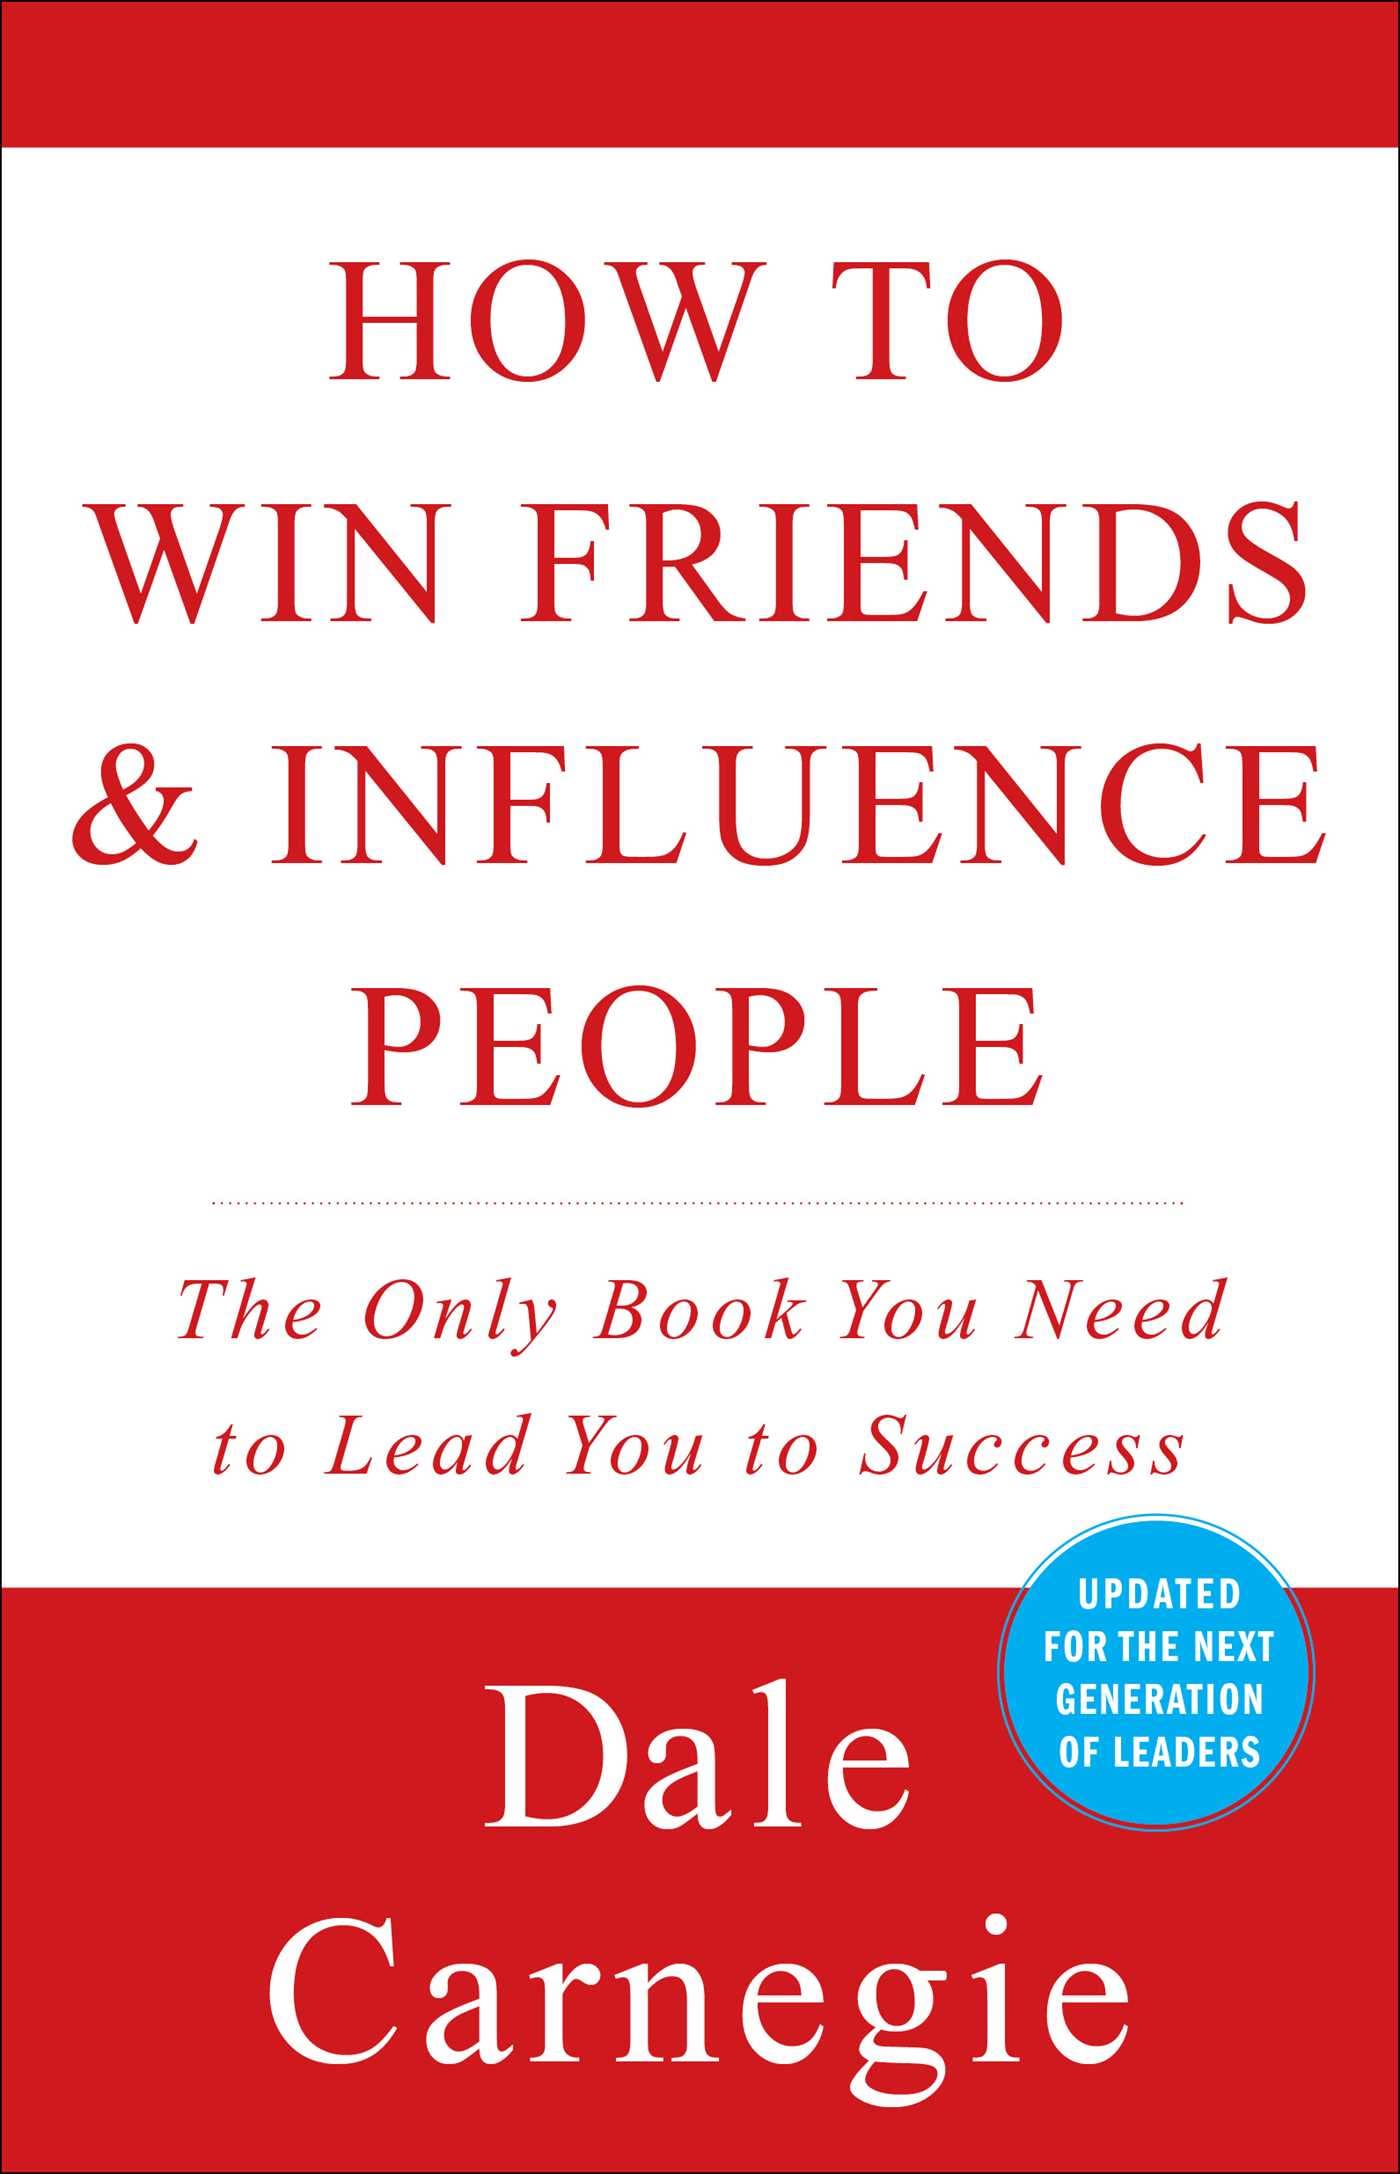 HOW TO
WIN FRIENDS
& INFLUENCE
PEOPLE
The Only Book You Need
to Lead You to Success
UPDATED
FOR THE NEXT
GENERATION
OF LEADERS
Dale
Carnegie